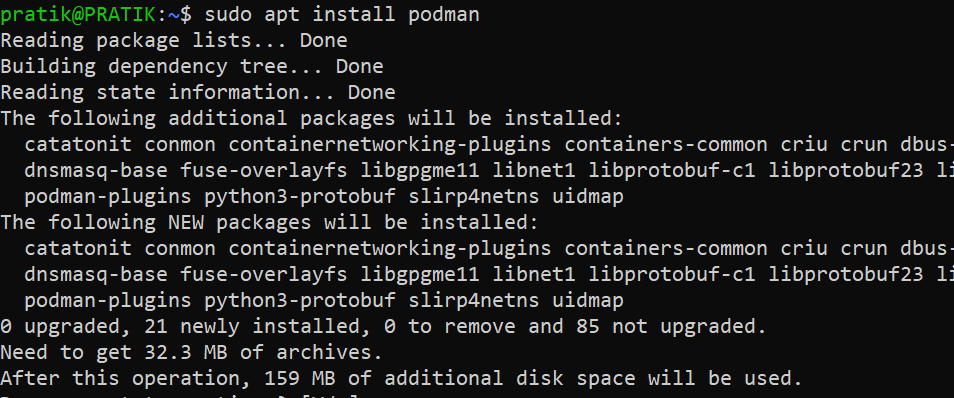 pratik@PRATIK:~$ sudo apt install podman
Reading package lists... Done
Building dependency tree... Done
Reading state information... Done
The following additional packages will be installed:
catatonit conmon containernetworking-plugins containers-common criu crun dbus-
dnsmasq-base fuse-overlayfs libgpgme11 libnet1 libprotobuf-c1 libprotobuf23 li
podman-plugins python3-protobuf slirp4netns uidmap
The following NEW packages will be installed:
catatonit conmon containernetworking-plugins containers-common criu crun dbus-
dnsmasq-base fuse-overlayfs libgpgme11 libnet1 libprotobuf-c1 libprotobuf23 li
podman-plugins python3-protobuf slirp4netns uidmap
0 upgraded, 21 newly installed, 0 to remove and 85 not upgraded.
Need to get 32.3 MB of archives.
After this operation, 159 MB of additional disk space will be used.